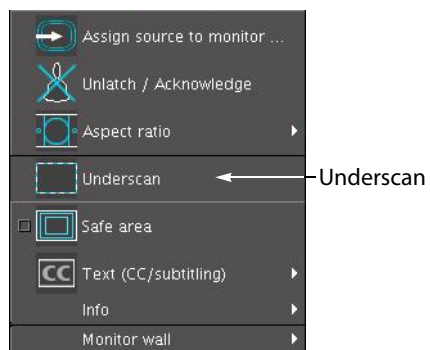 Assign source to monitor ...
Unlatch / Acknowledge
Aspect ratio
Underscan
Underscan
Safe area
CC
Text (CC/subtitling)
Info
Monitor wall